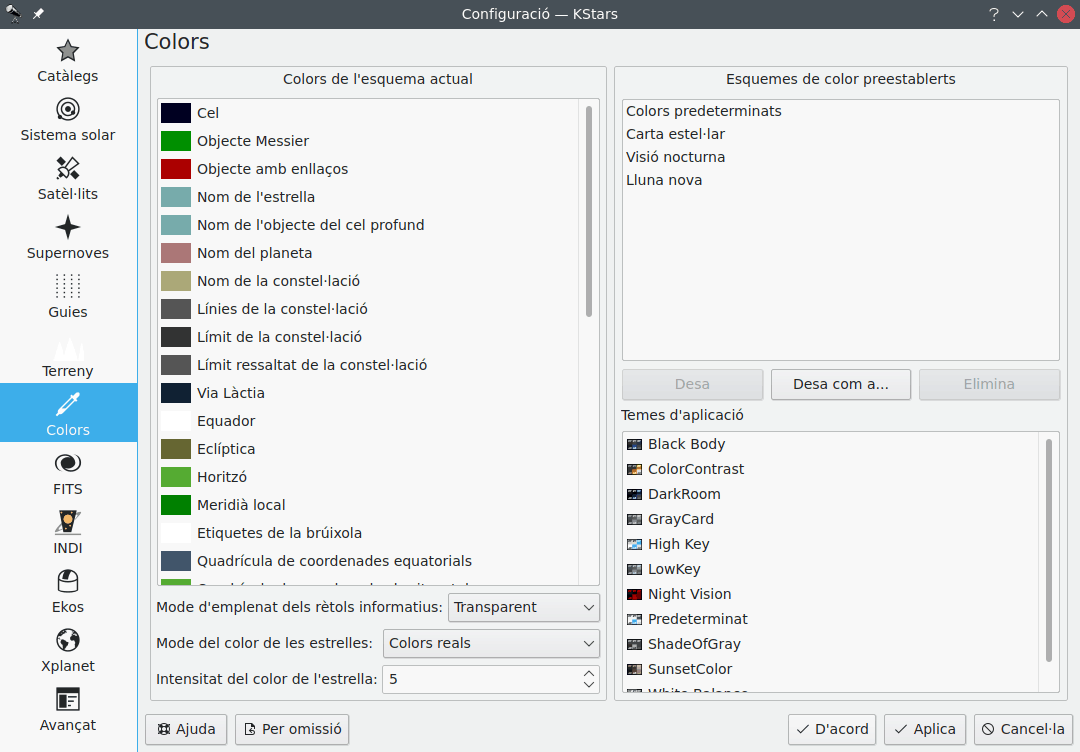 Configuració — KStars
Catàlegs
Sistema solar
Satèl·lits
Supernoves
Guies
Terreny
Colors
FITS
INDI
Ekos
Xplanet
Avançat
Colors
Colors de l'esquema actual
Cel
Objecte Messier
Objecte amb enllaços
Nom de l'estrella
Nom de l'objecte del cel profund
Nom del planeta
Nom de la constel·lació
Línies de la constel·lació
Límit de la constel·lació
Límit ressaltat de la constel·lació
Via Làctia
Equador
Eclíptica
Horitzó
Meridià local
Etiquetes de la brúixola
Quadrícula de coordenades equatorials
Mode d'emplenat dels rètols informatius: Transparent
Mode del color de les estrelles: Colors reals
Intensitat del color de l'estrella: 5
Esquemes de color preestablerts
Colors predeterminats
Carta estel·lar
Visió nocturna
Lluna nova
Desa Desa com a... Elimina
Temes d'aplicació
Black Body
ColorContrast
DarkRoom
GrayCard
High Key
LowKey
Night Vision
Predeterminat
ShadeOfGray
SunsetColor
White Balance
Ajuda Per omissió D'acord Aplica Cancel·la